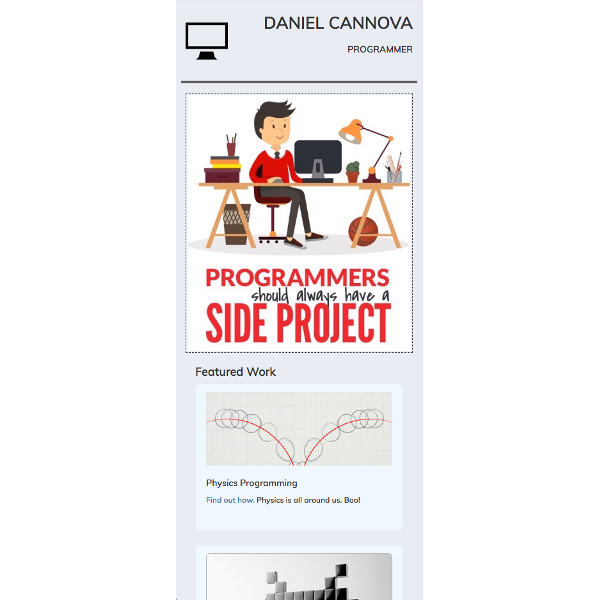 DANIEL CANNOVA
PROGRAMMER
PROGRAMMERS
should always have a
SIDE PROJECT
Featured Work
Physics Programming
Find out how. Physics is all around us. Boo!